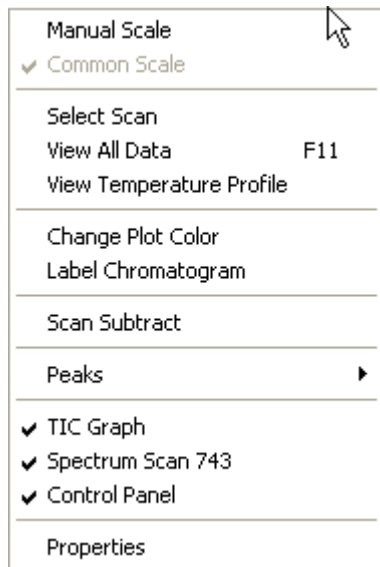 Manual Scale
Common Scale
Select Scan
View All Data F11
View Temperature Profile
Change Plot Color
Label Chromatogram
Scan Subtract
Peaks
TIC Graph
Spectrum Scan 743
Control Panel
Properties